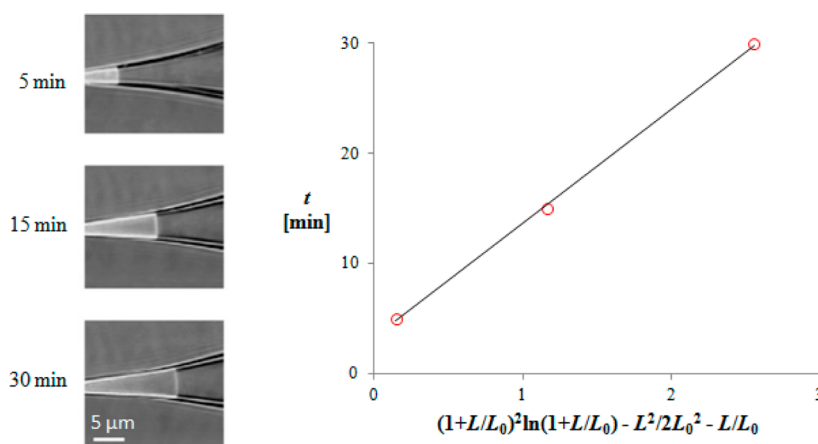 5 min
15 min
30 min
5 μm
30
20
10
0
t
[min]
0
1
2
3
(1+L/L₀)²ln(1+L/L₀) - L²/2L₀² - L/L₀